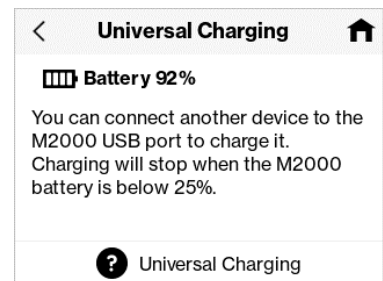 Universal Charging
Battery 92%
You can connect another device to the
M2000 USB port to charge it.
Charging will stop when the M2000
battery is below 25%.
? Universal Charging